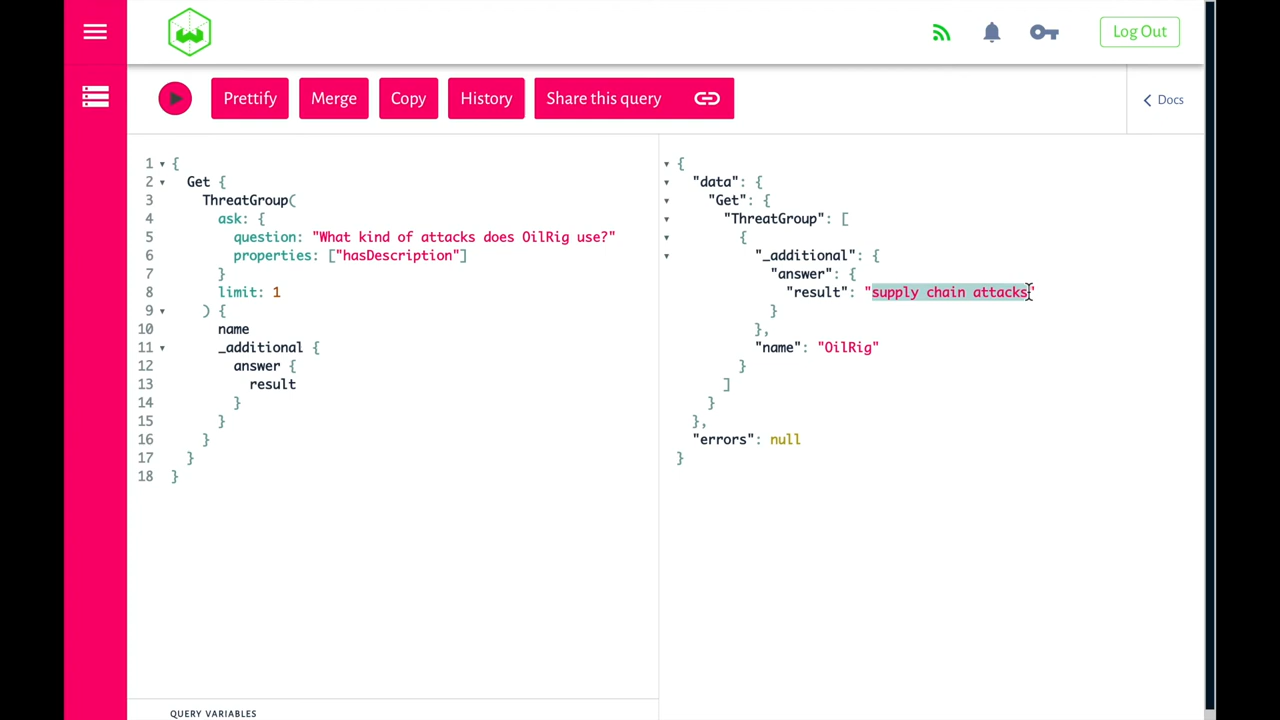 Log Out
Prettify
Merge
Copy
History
Share this query
Docs
1 {
2 Get {
3 ThreatGroup(
4 ask: {
5 question: "What kind of attacks does OilRig use?"
6 properties: ["hasDescription"]
7 }
8 limit: 1
9 ) {
10 name
11 _additional {
12 answer {
13 result
14 }
15 }
16 }
17 }
18 }
{
"data": {
"Get": {
"ThreatGroup": [
{
"_additional": {
"answer": {
"result": "supply chain attacks"
}
},
"name": "OilRig"
}
]
}
},
"errors": null
}
QUERY VARIABLES